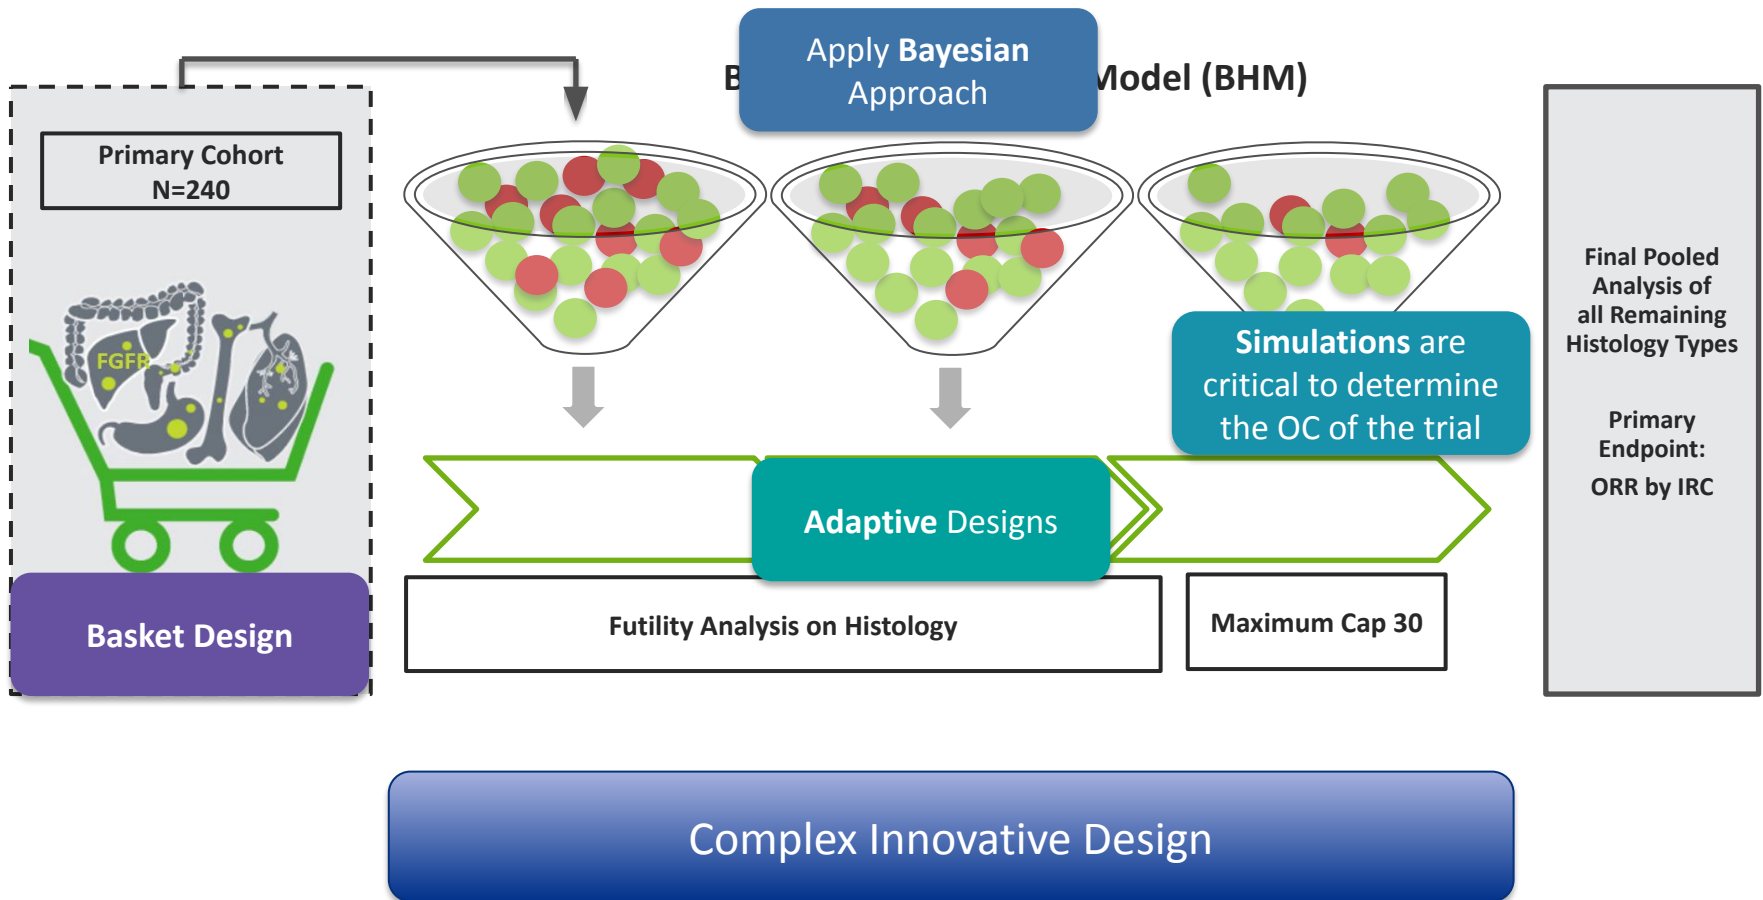 Apply Bayesian
Approach
Model (BHM)
Primary Cohort
N=240
FGFR
Basket Design
Simulations are
critical to determine
the OC of the trial
Adaptive Designs
Futility Analysis on Histology
Maximum Cap 30
Final Pooled
Analysis of
all Remaining
Histology Types
Primary
Endpoint:
ORR by IRC
Complex Innovative Design